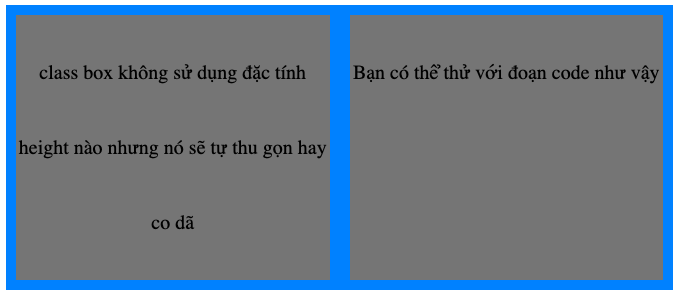 class box không sử dụng đặc tính
height nào nhưng nó sẽ tự thu gọn hay
co dã
Bạn có thể thử với đoạn code như vậy